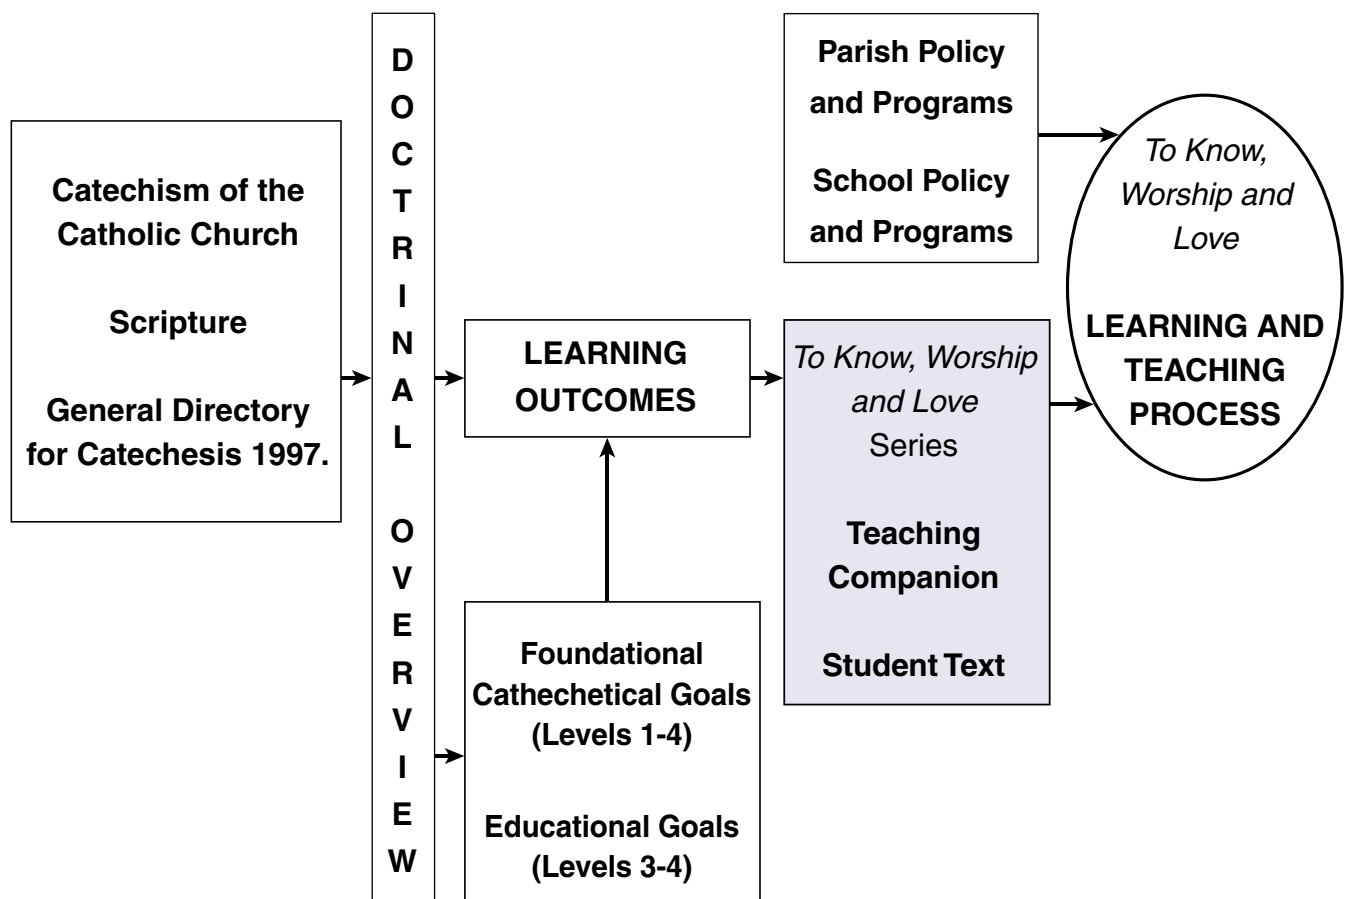 Catechism of the
Catholic Church
Scripture
General Directory
for Catechesis 1997.
D
O
C
T
R
I
N
A
L
O
V
E
R
V
I
E
W
LEARNING
OUTCOMES
Foundational
Cathechetical Goals
(Levels 1-4)
Educational Goals
(Levels 3-4)
Parish Policy
and Programs
School Policy
and Programs
To Know, Worship
and Love
Series
Teaching
Companion
Student Text
To Know,
Worship and
Love
LEARNING AND
TEACHING
PROCESS